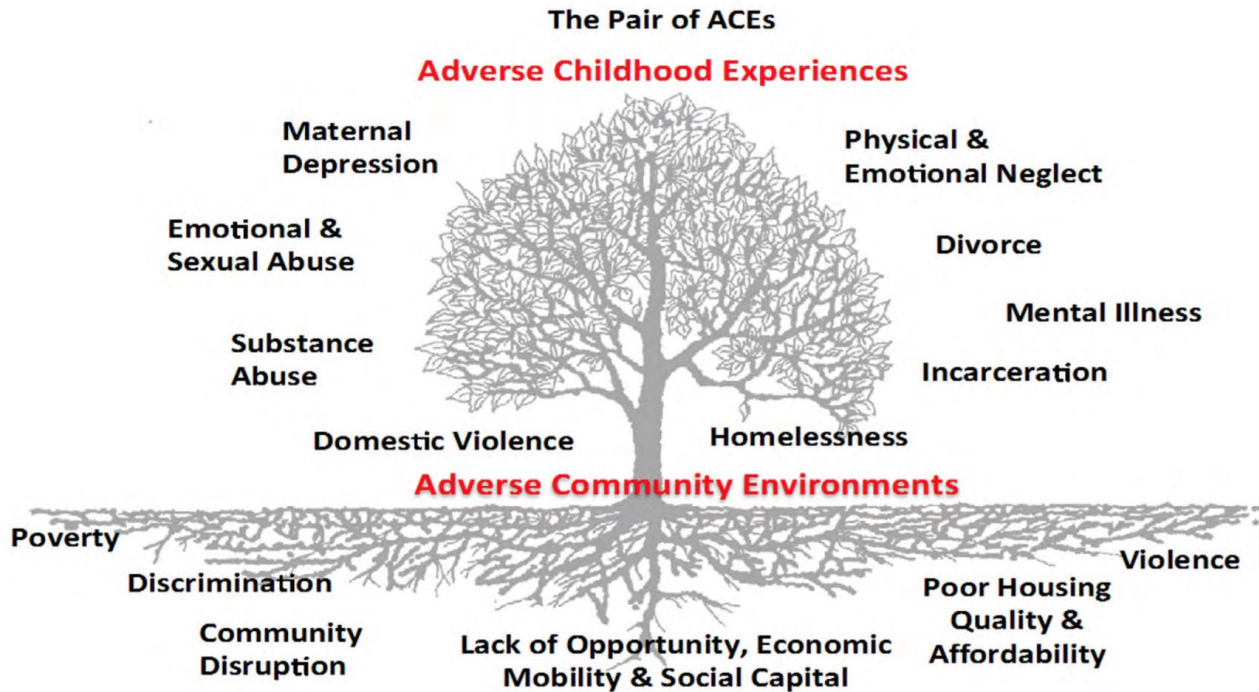 The Pair of ACEs
Adverse Childhood Experiences
Maternal
Depression
Physical &
Emotional Neglect
Emotional &
Sexual Abuse
Divorce
Mental Illness
Substance
Abuse
Incarceration
Domestic Violence
Homelessness
Adverse Community Environments
Poverty
Violence
Discrimination
Poor Housing
Quality &
Affordability
Community
Disruption
Lack of Opportunity, Economic
Mobility & Social Capital